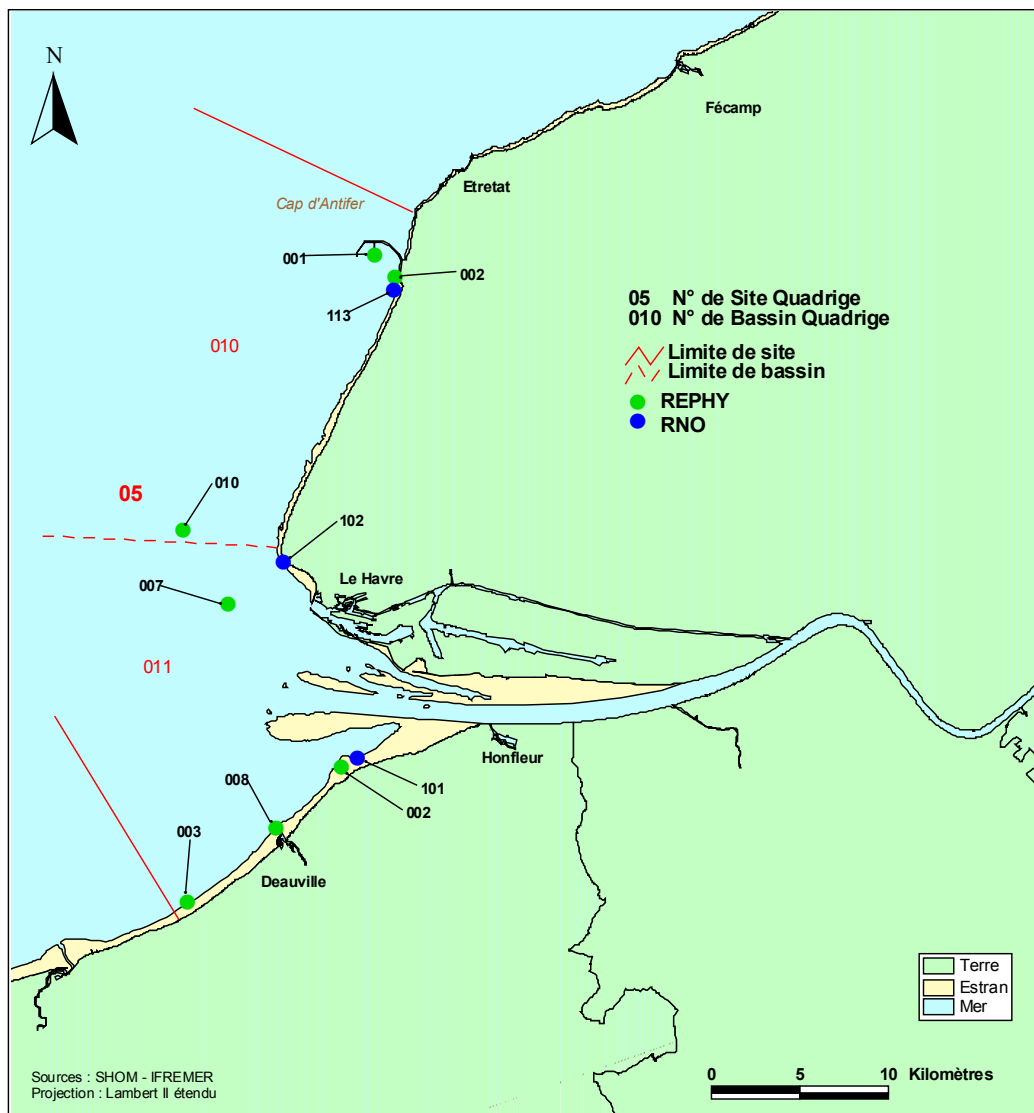 N
Fécamp
Etretat
Cap d'Antifer
001
002
113
05 N° de Site Quadrige
010 N° de Bassin Quadrige
010
Limite de site
Limite de bassin
REPHY
RNO
05
010
102
Le Havre
007
011
Honfleur
101
008
002
003
Deauville
Terre
Estran
Mer
Sources : SHOM - IFREMER
Projection : Lambert II étendu
0 5 10 Kilomètres